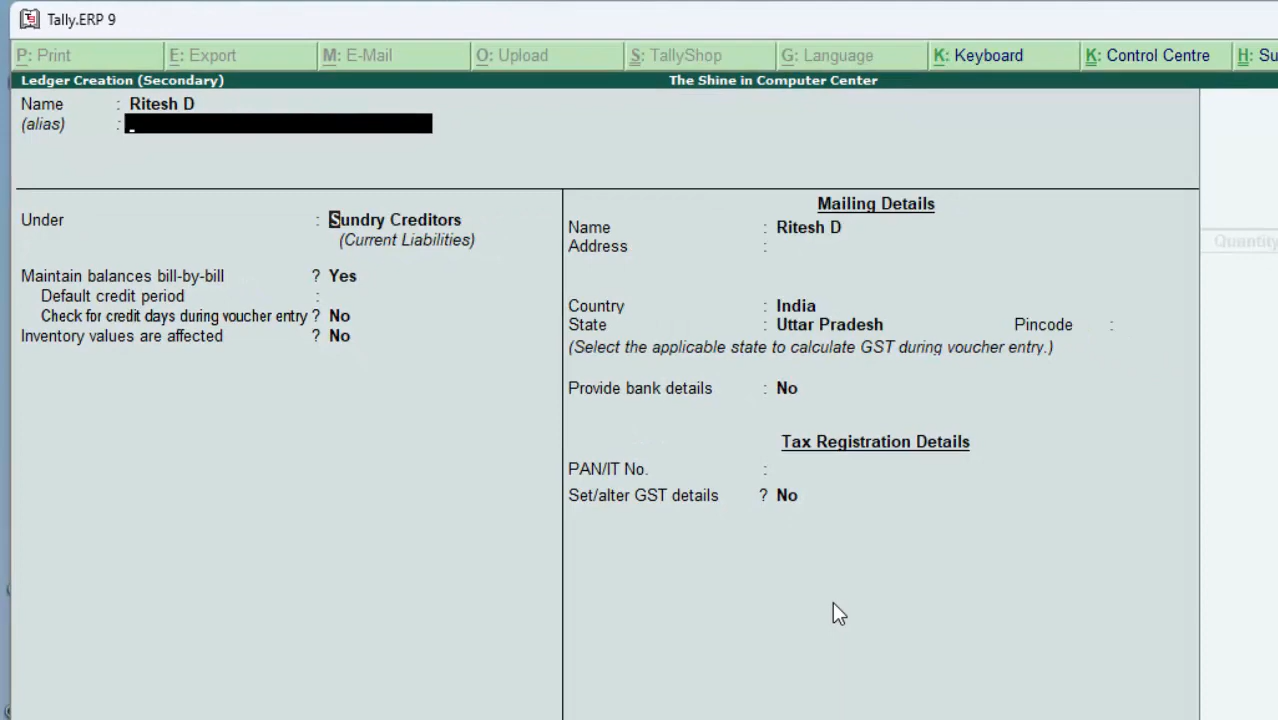 Tally.ERP 9
P: Print E: Export M: E-Mail O: Upload S: TallyShop G: Language K: Keyboard K: Control Centre H: Su
Ledger Creation (Secondary) The Shine in Computer Center
Name : Ritesh D
(alias) :
Under : Sundry Creditors
(Current Liabilities)
Maintain balances bill-by-bill ? Yes
Default credit period :
Check for credit days during voucher entry ? No
Inventory values are affected ? No
Mailing Details
Name : Ritesh D
Address :
Country : India
State : Uttar Pradesh Pincode :
(Select the applicable state to calculate GST during voucher entry.)
Provide bank details : No
Tax Registration Details
PAN/IT No. :
Set/alter GST details ? No
Quantity